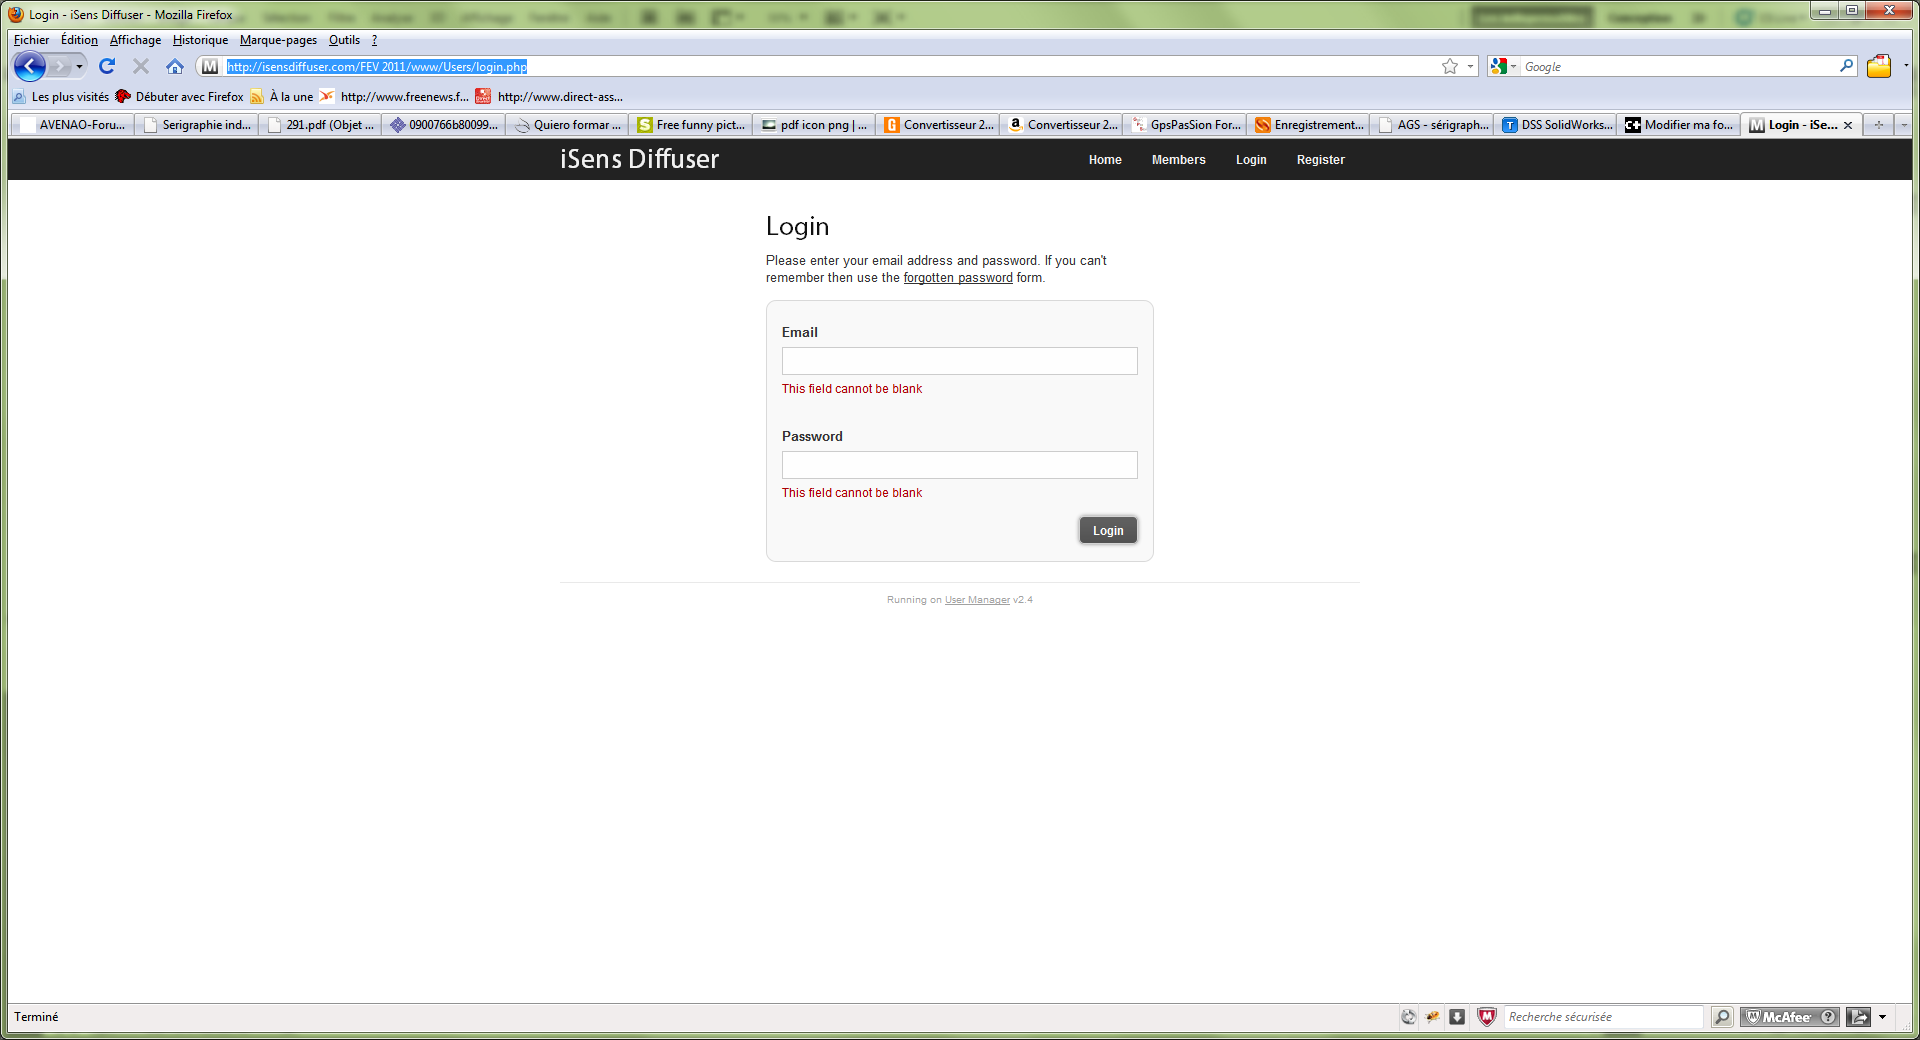 Login - iSens Diffuser - Mozilla Firefox
Fichier Édition Affichage Historique Marque-pages Outils ?
http://isensdiffuser.com/FEV 2011/www/Users/login.php
Google
Les plus visités Débuter avec Firefox À la une http://www.freenews.f... http://www.direct-ass...
AVENAO-Foru... Serigraphie ind... 291.pdf (Objet ... 0900766b80099... Quiero formar ... Free funny pict... pdf icon png | ... Convertisseur 2... Convertisseur 2... GpsPasSion For... Enregistrement... AGS - sérigraph... DSS SolidWorks... Modifier ma fo... Login - iSe...
iSens Diffuser Home Members Login Register
Login
Please enter your email address and password. If you can't
remember then use the forgotten password form.
Email
This field cannot be blank
Password
This field cannot be blank
Login
Running on User Manager v2.4
Terminé
Recherche sécurisée
McAfee